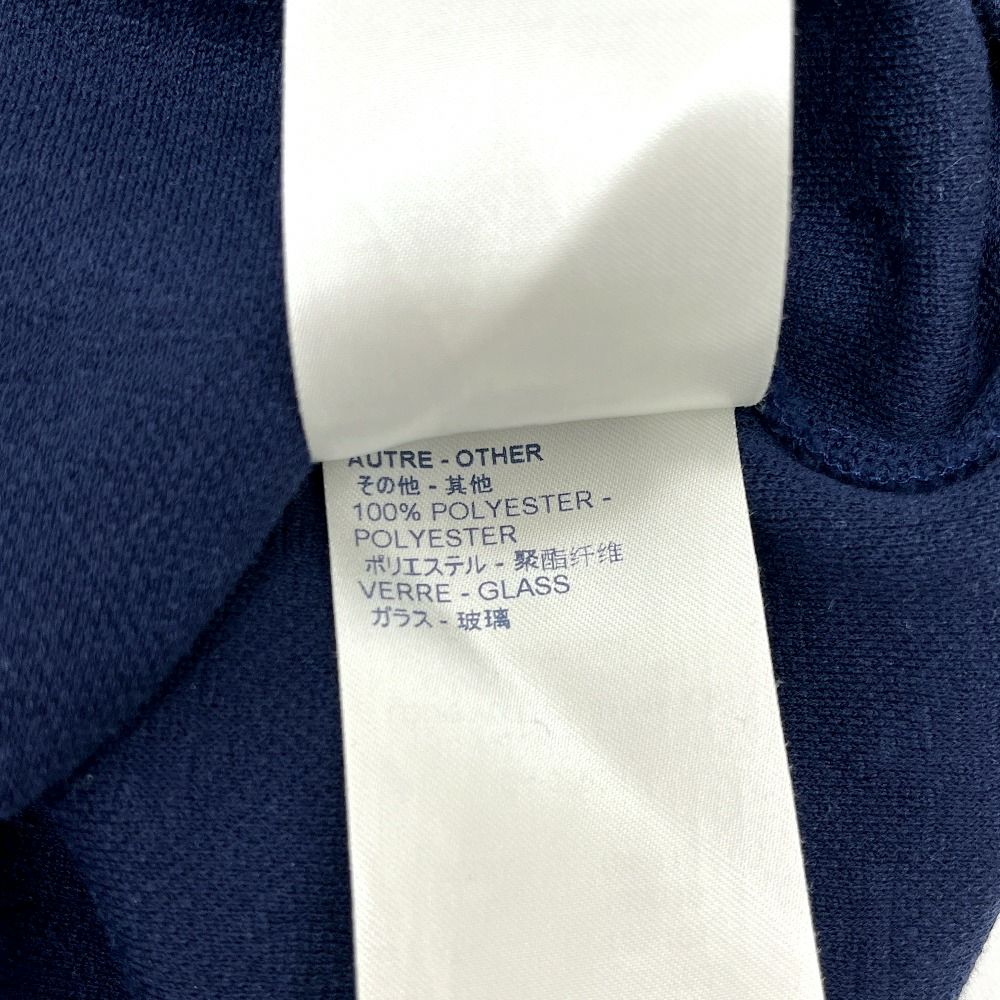 AUTRE - OTHER
その他 - 其他
100% POLYESTER -
POLYESTER
ポリエステル - 聚酯纤维
VERRE - GLASS
ガラス - 玻璃